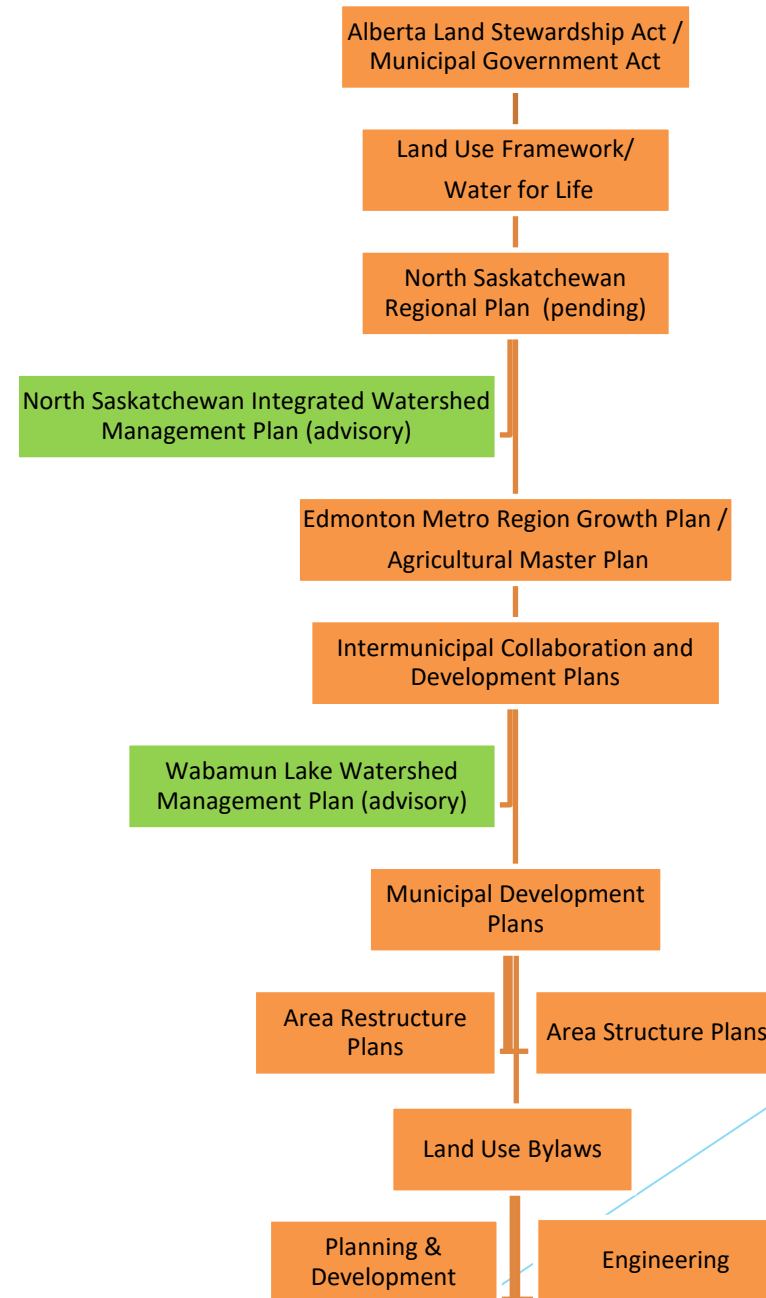 Alberta Land Stewardship Act /
Municipal Government Act
Land Use Framework/
Water for Life
North Saskatchewan
Regional Plan (pending)
North Saskatchewan Integrated Watershed
Management Plan (advisory)
Edmonton Metro Region Growth Plan /
Agricultural Master Plan
Intermunicipal Collaboration and
Development Plans
Wabamun Lake Watershed
Management Plan (advisory)
Municipal Development
Plans
Area Restructure
Plans
Area Structure Plans
Land Use Bylaws
Planning &
Development
Engineering